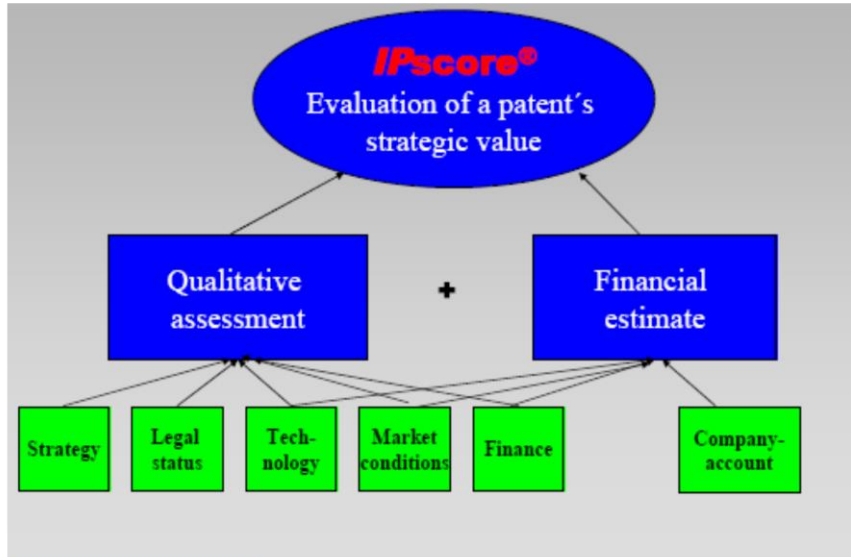 IPscore®
Evaluation of a patent´s
strategic value
Qualitative
assessment
+
Financial
estimate
Strategy
Legal
status
Tech-
nology
Market
conditions
Finance
Company-
account